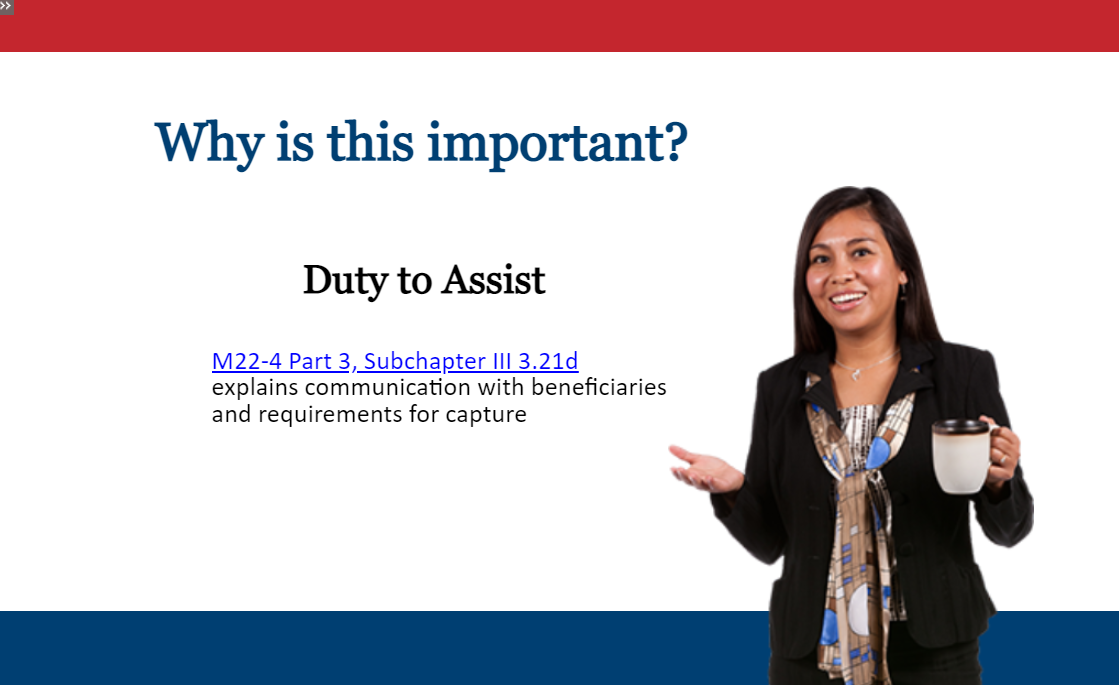 Why is this important?
Duty to Assist
M22-4 Part 3, Subchapter III 3.21d
explains communication with beneficiaries
and requirements for capture